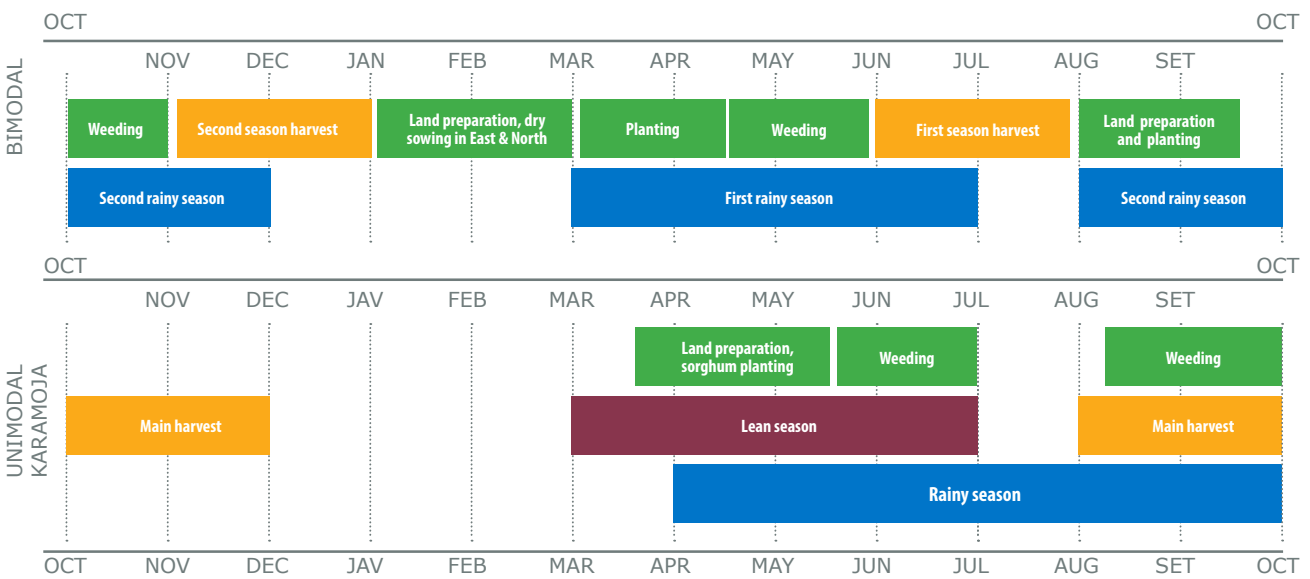 OCT OCT
NOV DEC JAN FEB MAR APR MAY JUN JUL AUG SET
BIMODAL
Weeding
Second season harvest
Land preparation, dry
sowing in East & North
Planting
Weeding
First season harvest
Land preparation
and planting
Second rainy season
First rainy season
Second rainy season
OCT OCT
NOV DEC JAV FEB MAR APR MAY JUN JUL AUG SET
UNIMODAL
KARAMOJA
Land preparation,
sorghum planting
Weeding
Weeding
Main harvest
Lean season
Main harvest
Rainy season
OCT NOV DEC JAV FEB MAR APR MAY JUN JUL AUG SET OCT